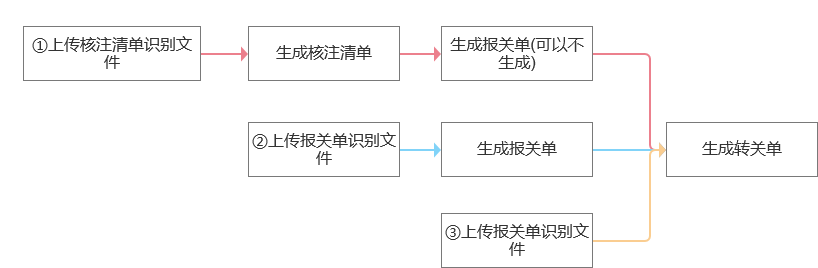 ①上传核注清单识别文
件
生成核注清单
生成报关单(可以不
生成)
②上传报关单识别文
件
生成报关单
生成转关单
③上传报关单识别文
件